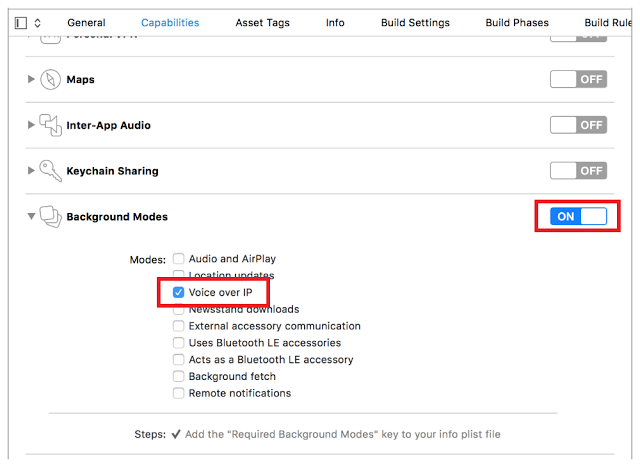 General Capabilities Asset Tags Info Build Settings Build Phases Build Rule
OFF
Maps OFF
Inter-App Audio OFF
Keychain Sharing OFF
Background Modes ON
Modes: Audio and AirPlay
Location updates
Voice over IP
Newsstand downloads
External accessory communication
Uses Bluetooth LE accessories
Acts as a Bluetooth LE accessory
Background fetch
Remote notifications
Steps: ✓ Add the "Required Background Modes" key to your info plist file